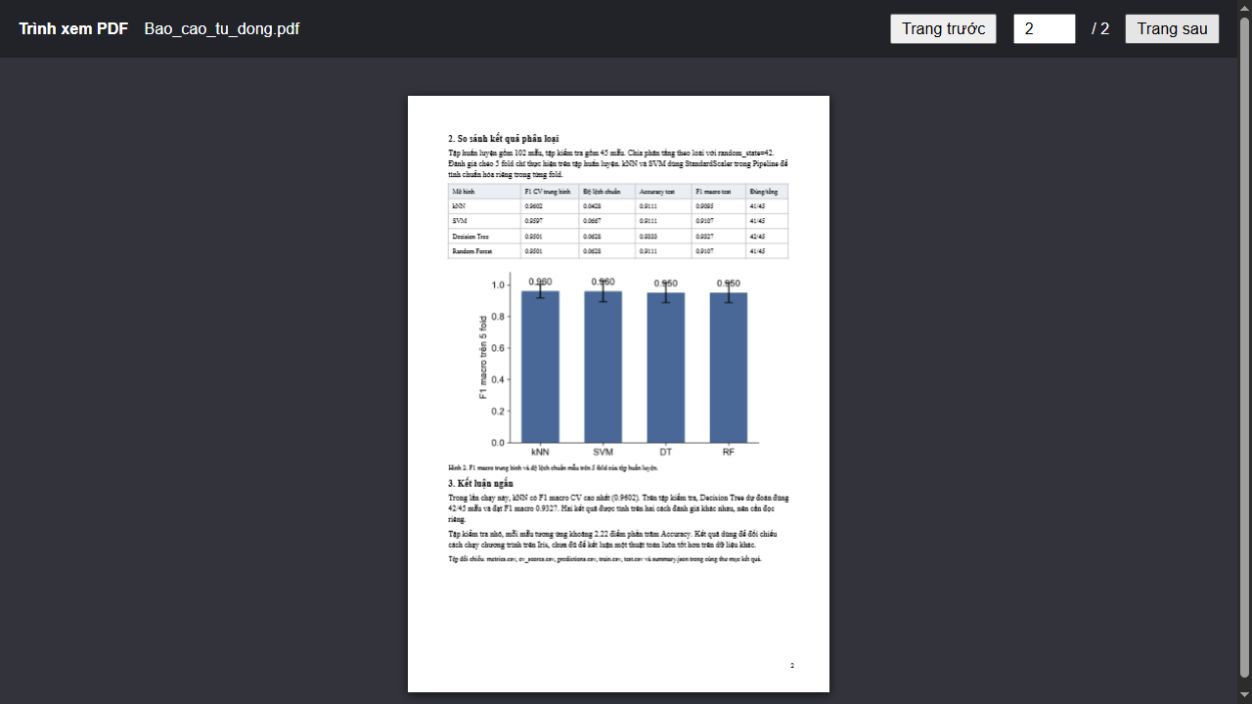 Trình xem PDF Bao_cao_tu_dong.pdf Trang trước 2 / 2 Trang sau
2. So sánh kết quả phân loại
Tập huấn luyện gồm 102 mẫu, tập kiểm tra gồm 45 mẫu. Chia phân tầng theo loài với random_state=42.
Đánh giá chéo 5 fold chỉ thực hiện trên tập huấn luyện. kNN và SVM dùng StandardScaler trong Pipeline để
tính chuẩn hóa riêng trong từng fold.
Mô hình F1 CV trung bình Độ lệch chuẩn Accuracy test F1 macro test Đúng/tổng
kNN 0.9602 0.0428 0.9111 0.9095 41/45
SVM 0.9597 0.0667 0.9111 0.9107 41/45
Decision Tree 0.9501 0.0628 0.9333 0.9327 42/45
Random Forest 0.9501 0.0628 0.9111 0.9107 41/45
0.960 0.960 0.950 0.950
1.0
0.8
0.6
0.4
0.2
0.0
F1 macro trên 5 fold
kNN SVM DT RF
Hình 2. F1 macro trung bình và độ lệch chuẩn mẫu trên 5 fold của tập huấn luyện.
3. Kết luận ngắn
Trong lần chạy này, kNN có F1 macro CV cao nhất (0.9602). Trên tập kiểm tra, Decision Tree dự đoán đúng
42/45 mẫu và đạt F1 macro 0.9327. Hai kết quả được tính trên hai cách đánh giá khác nhau, nên cần đọc
riêng.
Tập kiểm tra nhỏ, mỗi mẫu tương ứng khoảng 2.22 điểm phần trăm Accuracy. Kết quả dùng để đối chiếu
cách chạy chương trình trên Iris, chưa đủ để kết luận một thuật toán luôn tốt hơn trên dữ liệu khác.
Tệp đối chiếu: metrics.csv, cv_scores.csv, predictions.csv, train.csv, test.csv và summary.json trong cùng thư mục kết quả.
2